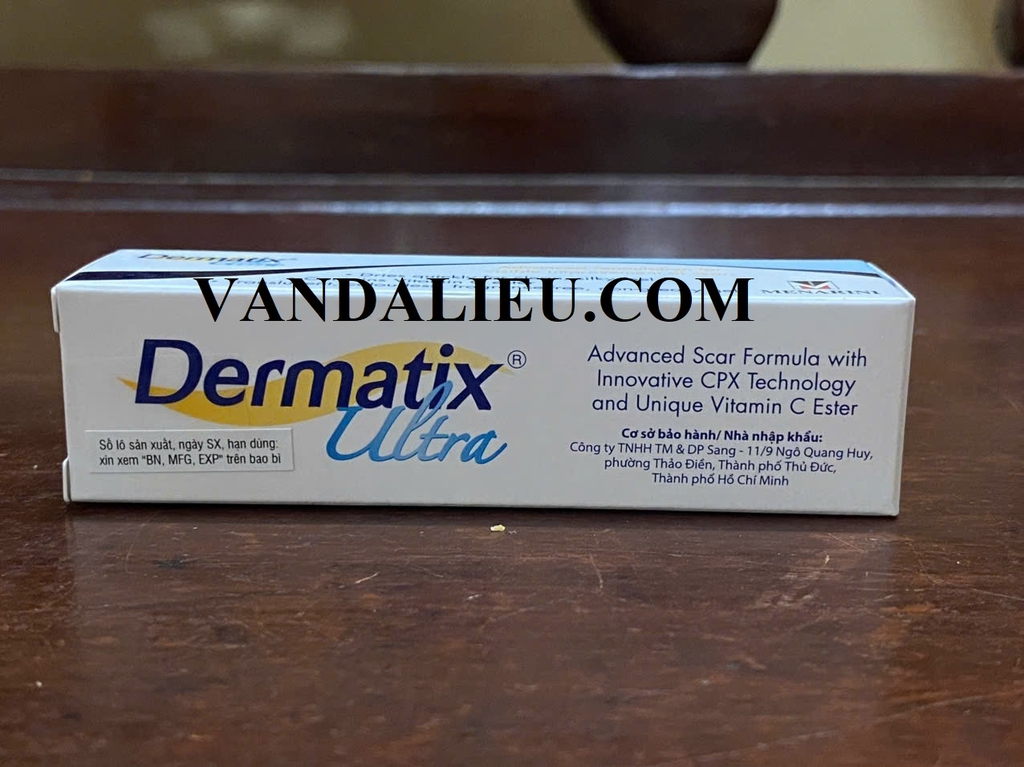 Dermatix
VANDALIEU.COM
MENARINI
Dermatix®
Ultra
Số lô sản xuất, ngày SX, hạn dùng:
xin xem "BN, MFG, EXP" trên bao bì
Advanced Scar Formula with
Innovative CPX Technology
and Unique Vitamin C Ester
Cơ sở bảo hành/ Nhà nhập khẩu:
Công ty TNHH TM & DP Sang - 11/9 Ngô Quang Huy,
phường Thảo Điền, Thành phố Thủ Đức,
Thành phố Hồ Chí Minh